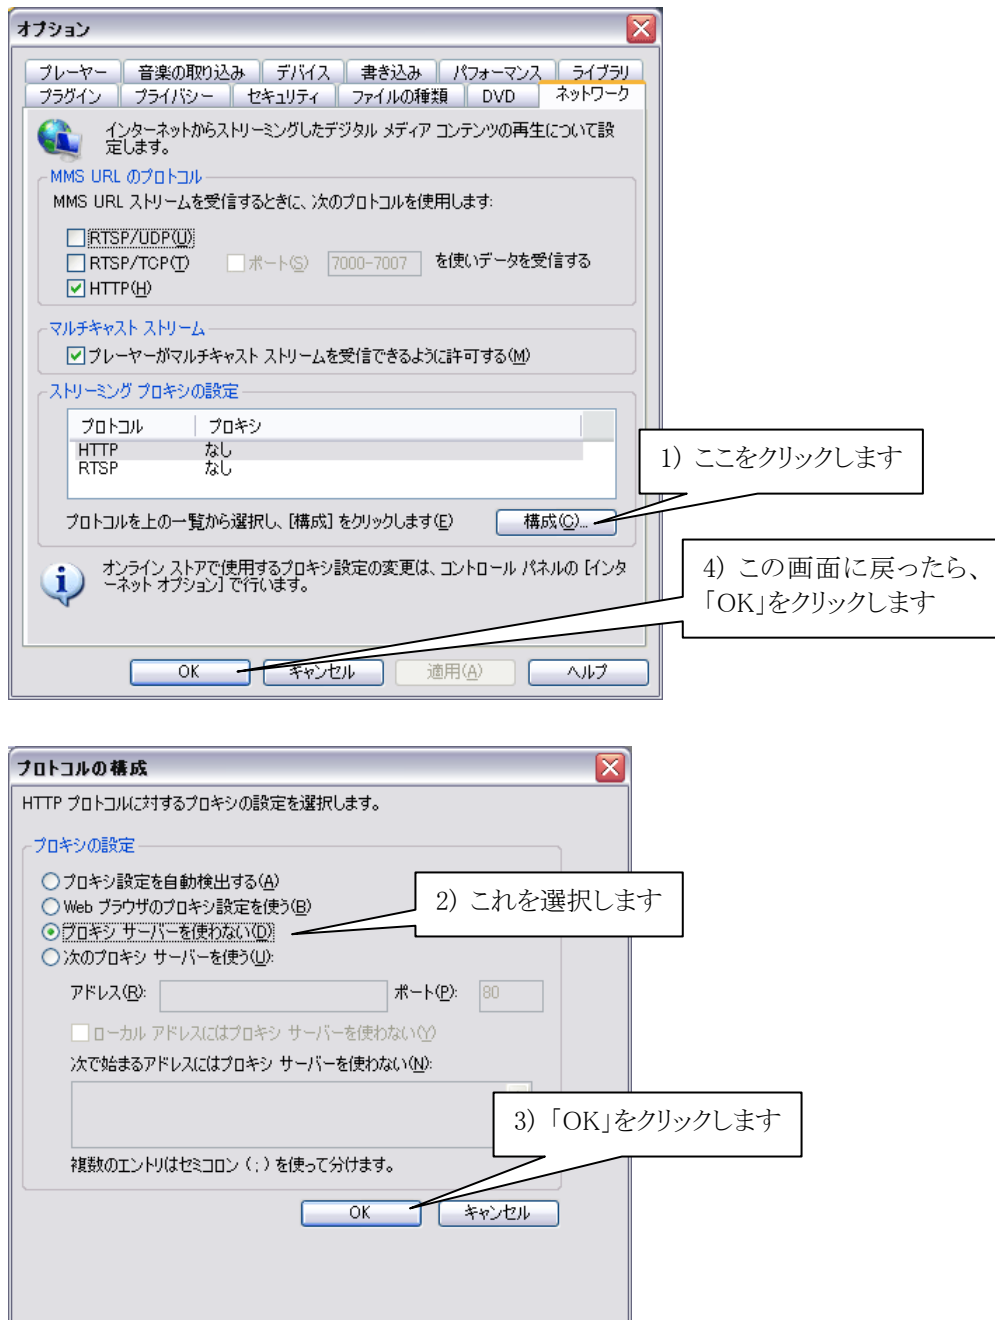 オプション
プレーヤー 音楽の取り込み デバイス 書き込み パフォーマンス ライブラリ
プラグイン プライバシー セキュリティ ファイルの種類 DVD ネットワーク
インターネットからストリーミングしたデジタル メディア コンテンツの再生について設
定します。
MMS URL のプロトコル
MMS URL ストリームを受信するときに、次のプロトコルを使用します:
RTSP/UDP(U)
RTSP/TCP(T) ポート(S) 7000-7007 を使いデータを受信する
HTTP(H)
マルチキャスト ストリーム
プレーヤーがマルチキャスト ストリームを受信できるように許可する(M)
ストリーミング プロキシの設定
プロトコル プロキシ
HTTP なし
RTSP なし
1) ここをクリックします
プロトコルを上の一覧から選択し、[構成] をクリックします(E) 構成(C)...
オンライン ストアで使用するプロキシ設定の変更は、コントロール パネルの [インタ
ーネット オプション] で行います。
4) この画面に戻ったら、
「OK」をクリックします
OK キャンセル 適用(A) ヘルプ
プロトコルの構成
HTTP プロトコルに対するプロキシの設定を選択します。
プロキシの設定
プロキシ設定を自動検出する(A)
Web ブラウザのプロキシ設定を使う(B)
2) これを選択します
プロキシ サーバーを使わない(D)
次のプロキシ サーバーを使う(U):
アドレス(R): ポート(P): 80
ローカル アドレスにはプロキシ サーバーを使わない(Y)
次で始まるアドレスにはプロキシ サーバーを使わない(N):
3) 「OK」をクリックします
複数のエントリはセミコロン (;) を使って分けます。
OK キャンセル